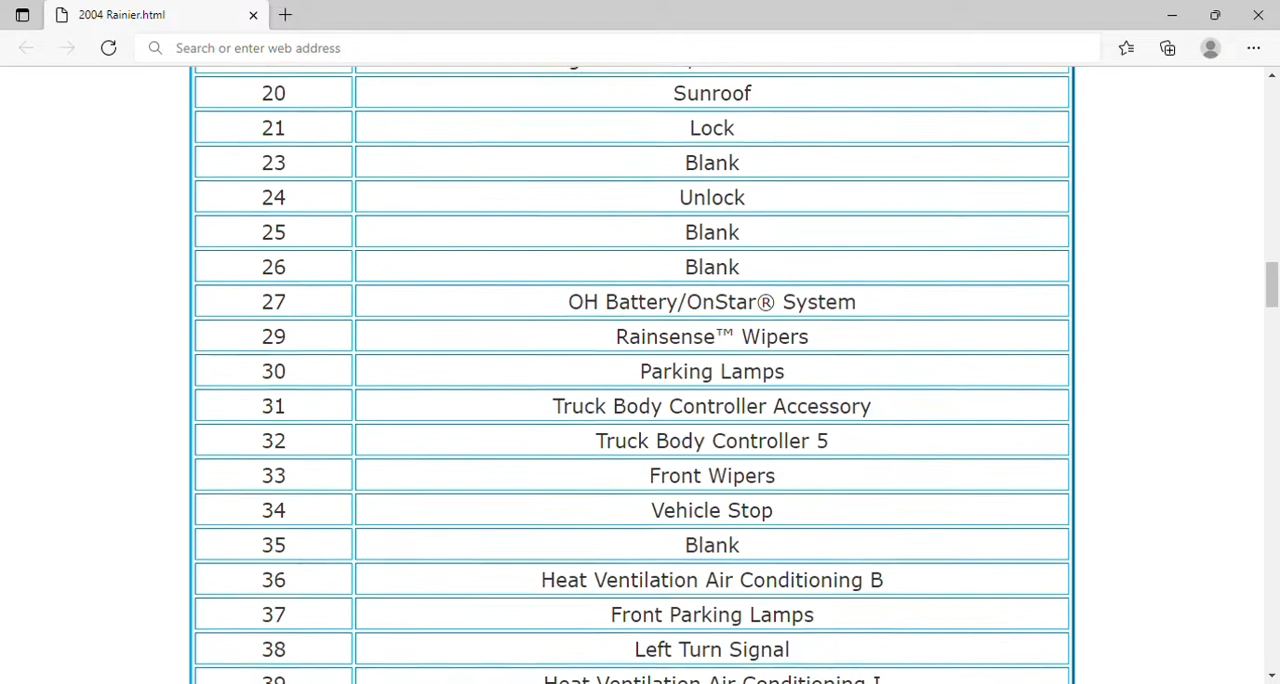 2004 Rainier.html
Search or enter web address
20 Sunroof
21 Lock
23 Blank
24 Unlock
25 Blank
26 Blank
27 OH Battery/OnStar® System
29 Rainsense™ Wipers
30 Parking Lamps
31 Truck Body Controller Accessory
32 Truck Body Controller 5
33 Front Wipers
34 Vehicle Stop
35 Blank
36 Heat Ventilation Air Conditioning B
37 Front Parking Lamps
38 Left Turn Signal
39 Heat Ventilation Air Conditioning I